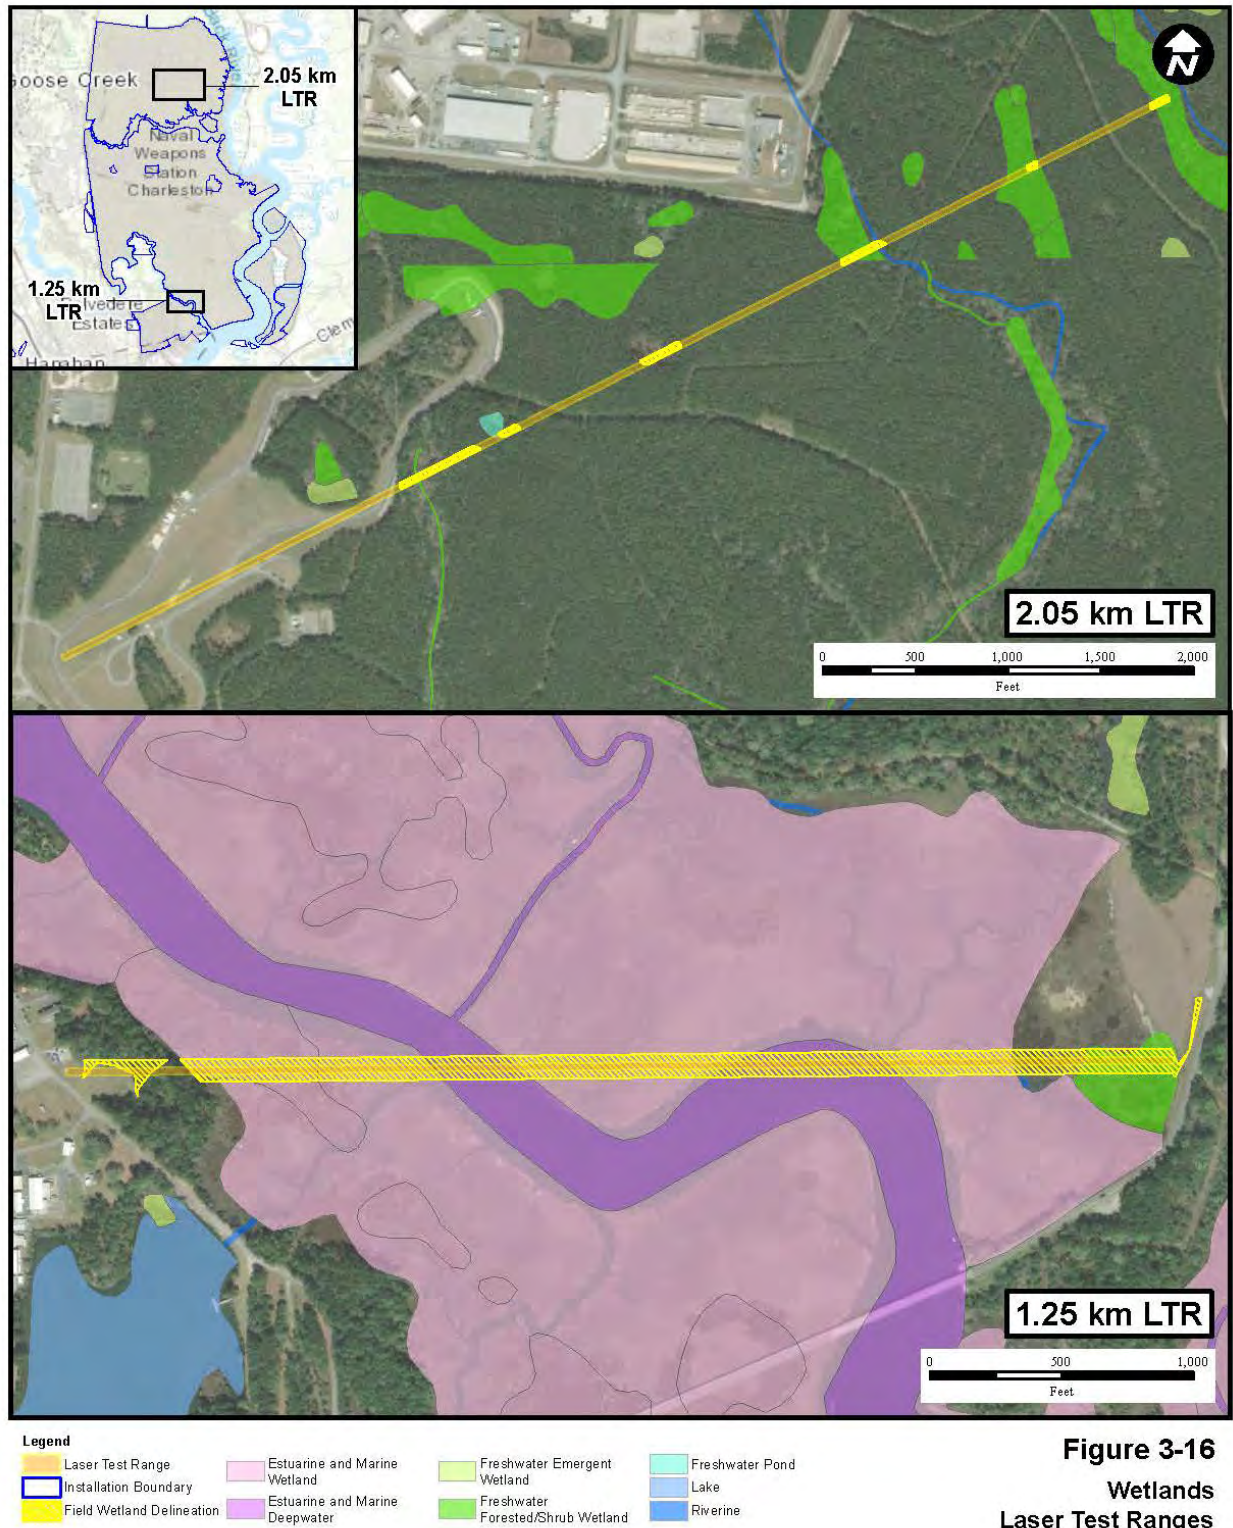 Goose Creek
2.05 km
LTR
Naval
Weapons
Station
Charleston
1.25 km
LTR
Belvedere
Estates
Hanahan
N
2.05 km LTR
0 500 1,000 1,500 2,000
Feet
1.25 km LTR
0 500 1,000
Feet
Legend
Laser Test Range
Installation Boundary
Field Wetland Delineation
Estuarine and Marine
Wetland
Estuarine and Marine
Deepwater
Freshwater Emergent
Wetland
Freshwater
Forested/Shrub Wetland
Freshwater Pond
Lake
Riverine
Figure 3-16
Wetlands
Laser Test Ranges